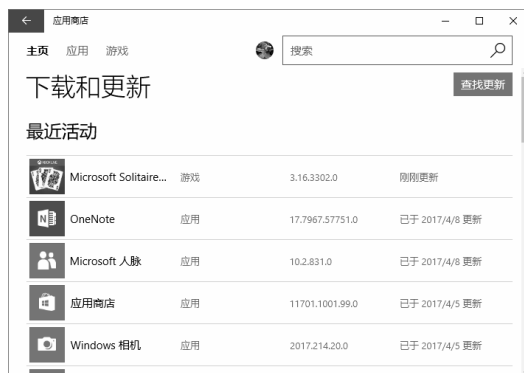 应用商店
主页 应用 游戏 搜索
下载和更新 查找更新
最近活动
Microsoft Solitaire... 游戏 3.16.3302.0 刚刚更新
OneNote 应用 17.7967.57751.0 已于 2017/4/8 更新
Microsoft 人脉 应用 10.2.831.0 已于 2017/4/8 更新
应用商店 应用 11701.1001.99.0 已于 2017/4/5 更新
Windows 相机 应用 2017.214.20.0 已于 2017/4/5 更新